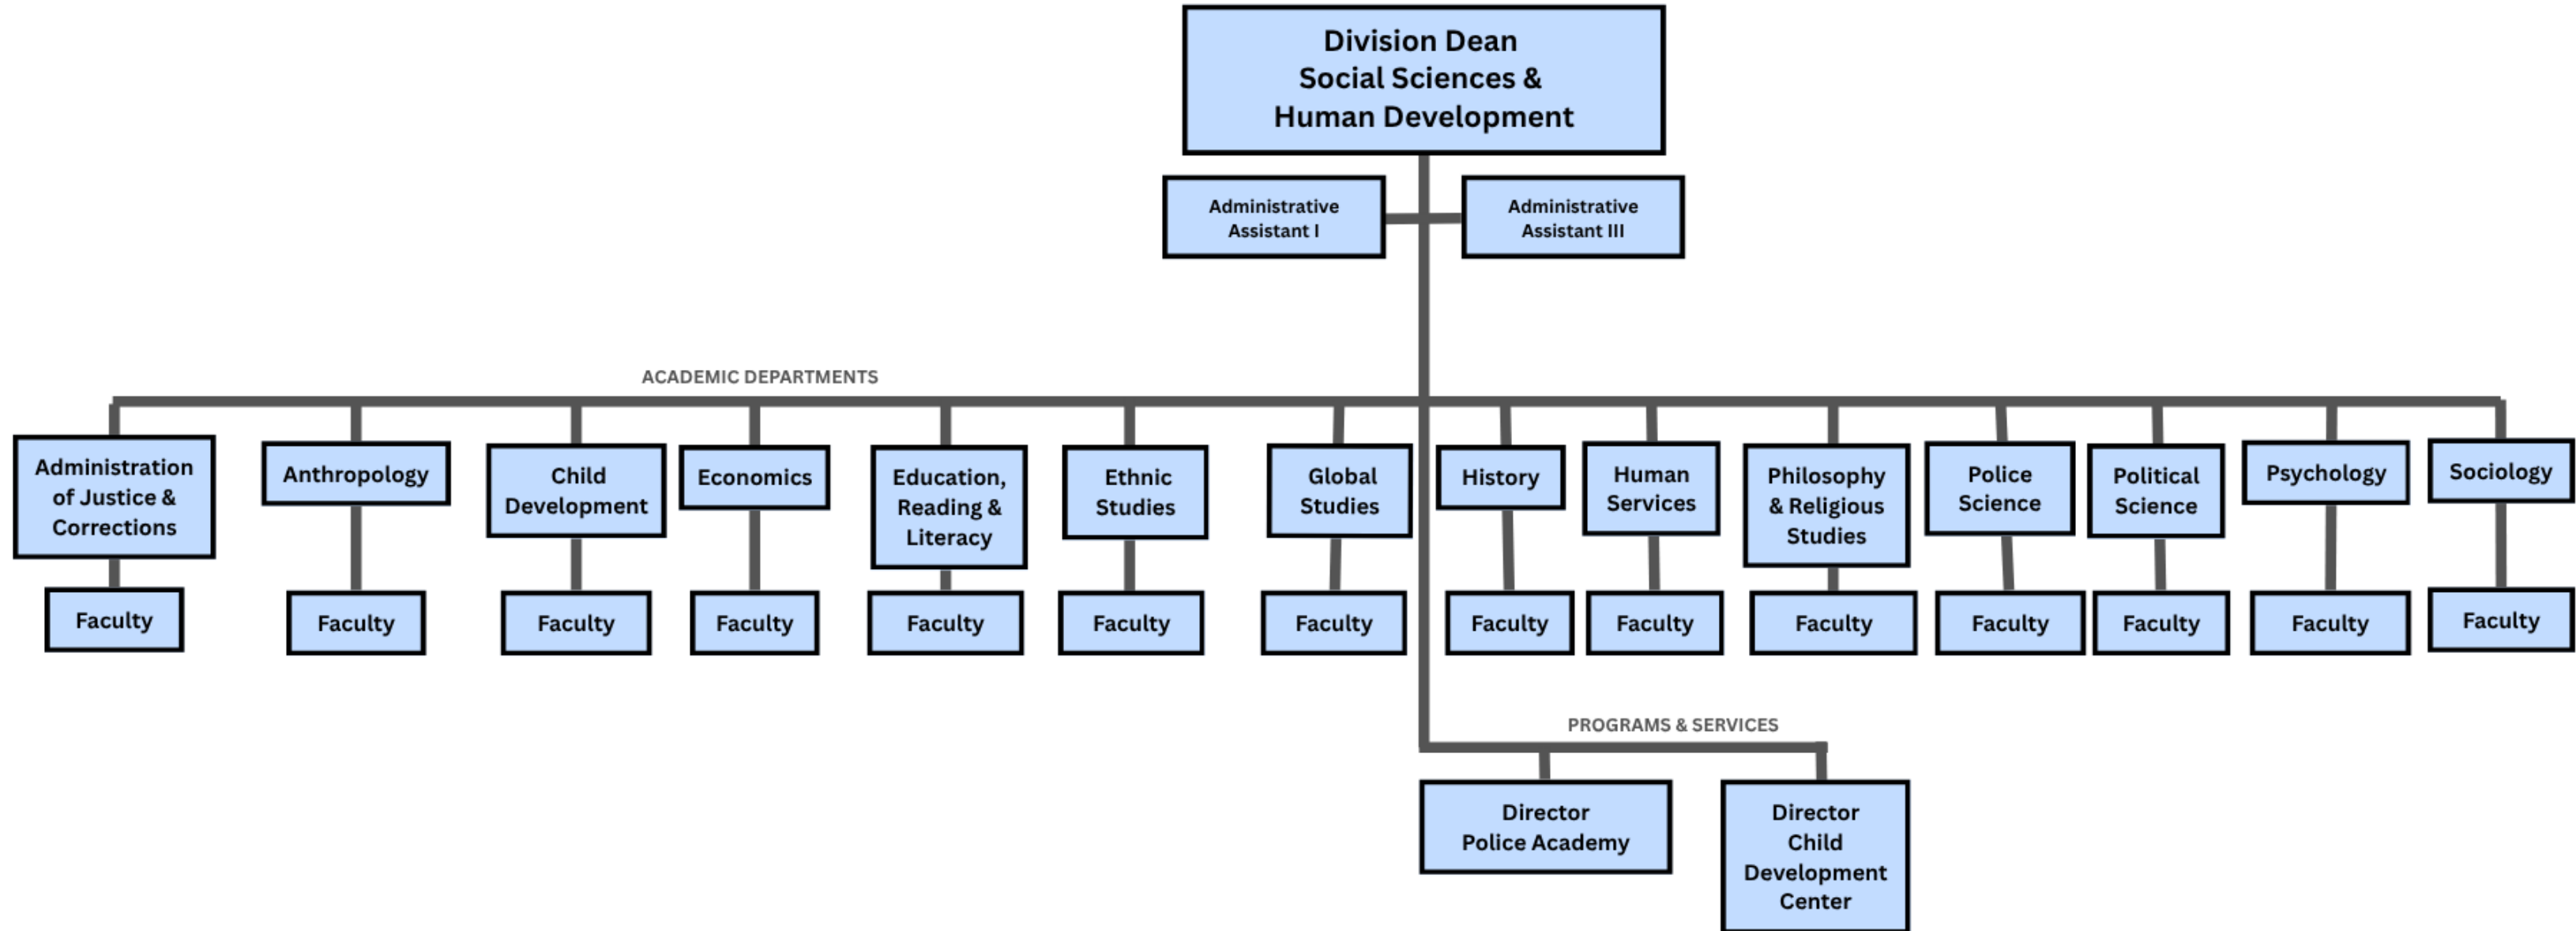 Division Dean
Social Sciences &
Human Development
Administrative
Assistant I
Administrative
Assistant III
ACADEMIC DEPARTMENTS
Administration
of Justice &
Corrections
Anthropology
Child
Development
Economics
Education,
Reading &
Literacy
Ethnic
Studies
Global
Studies
History
Human
Services
Philosophy
& Religious
Studies
Police
Science
Political
Science
Psychology
Sociology
Faculty
Faculty
Faculty
Faculty
Faculty
Faculty
Faculty
Faculty
Faculty
Faculty
Faculty
Faculty
Faculty
Faculty
PROGRAMS & SERVICES
Director
Police Academy
Director
Child
Development
Center